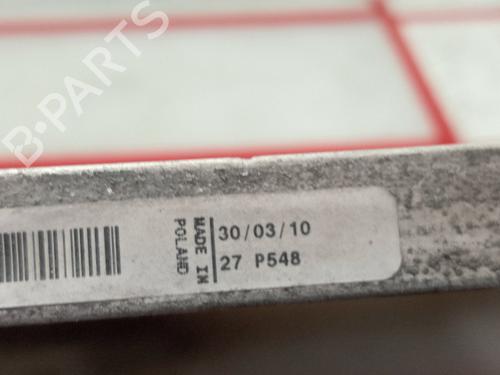 B-PARTS
MADE IN
POLAND
30/03/10
27 P548